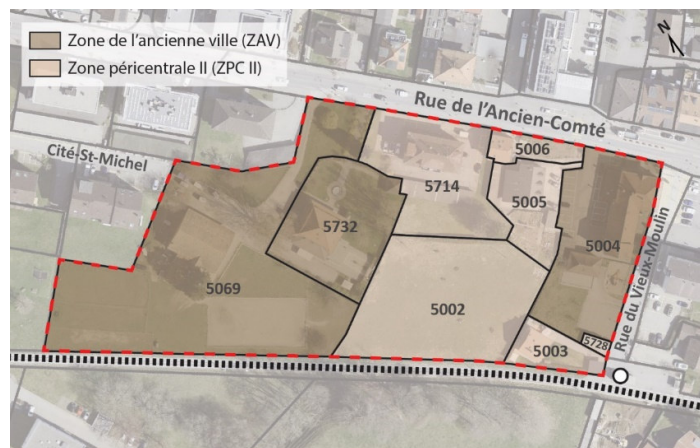 Zone de l'ancienne ville (ZAV)
Zone péricentrale II (ZPC II)
N
Rue de l'Ancien-Comté
Cité-St-Michel
5006
5714
5005
5732
5004
Rue du Vieux-Moulin
5069
5002
5728
5003